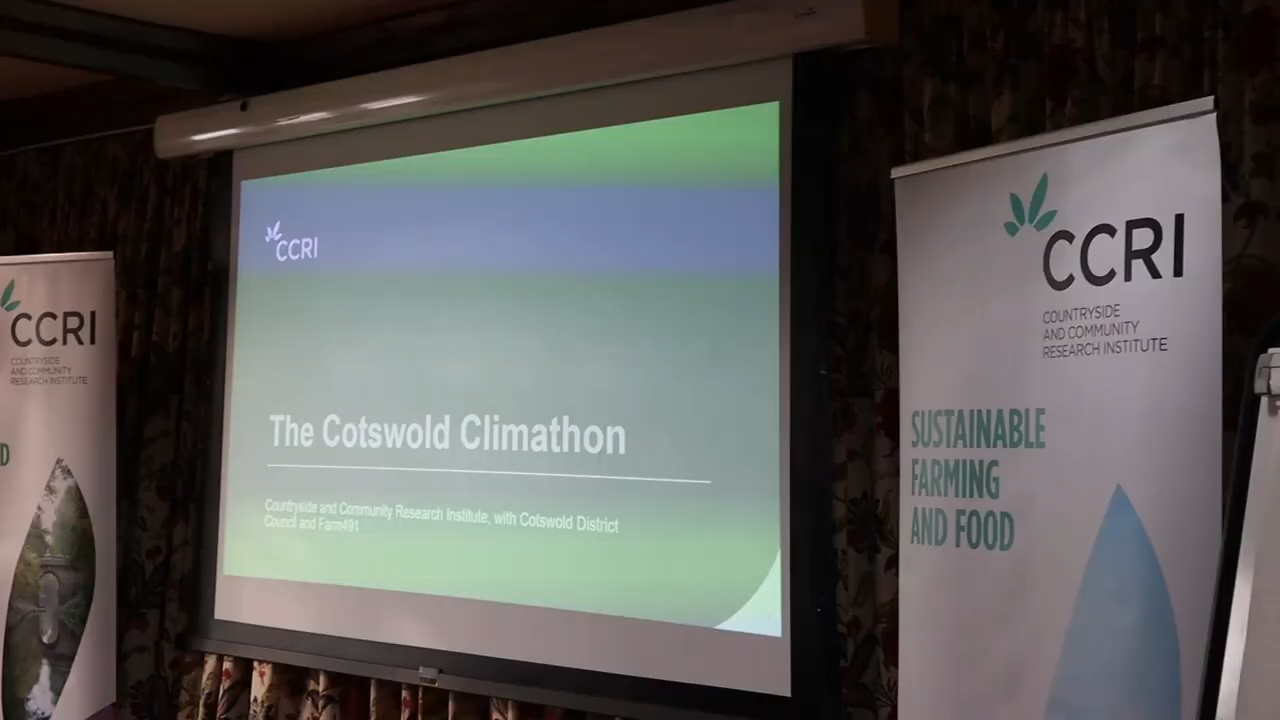 CCRI
COUNTRYSIDE
AND COMMUNITY
RESEARCH INSTITUTE
D
CCRI
The Cotswold Climathon
Countryside and Community Research Institute, with Cotswold District
Council and Farm491
CCRI
COUNTRYSIDE
AND COMMUNITY
RESEARCH INSTITUTE
SUSTAINABLE
FARMING
AND FOOD